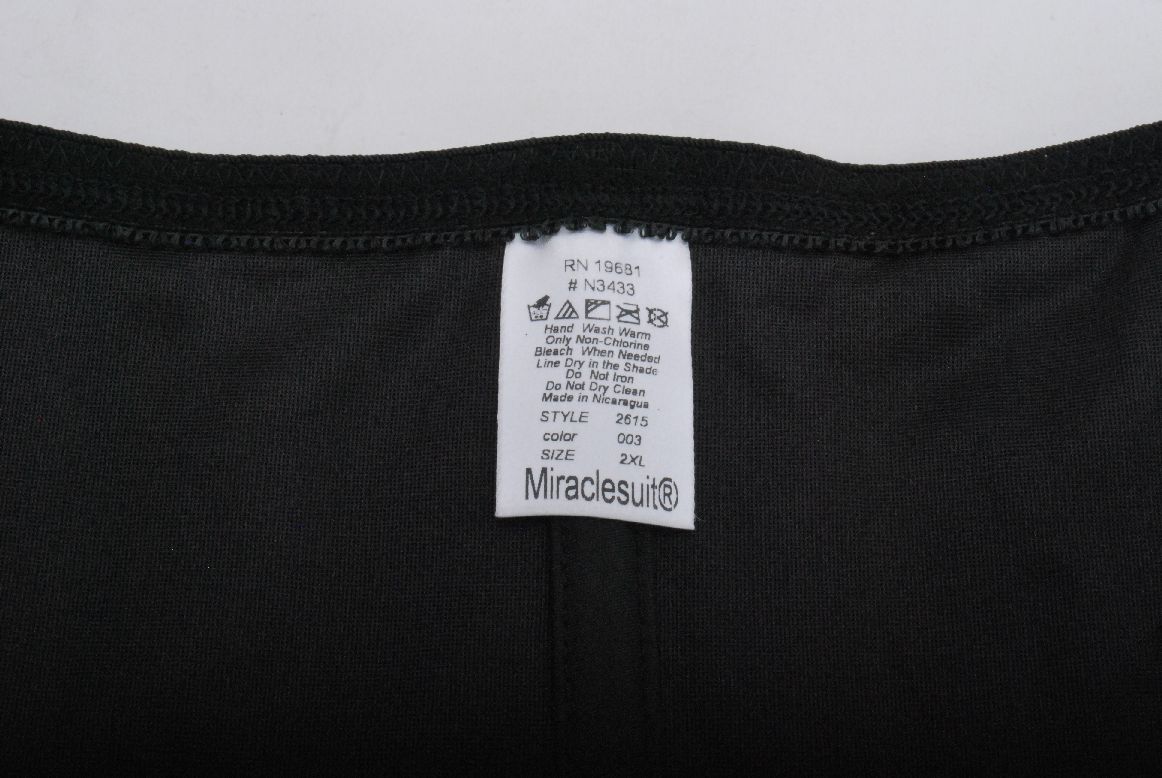 RN 19681
# N3433
Hand Wash Warm
Only Non-Chlorine
Bleach When Needed
Line Dry in the Shade
Do Not Iron
Do Not Dry Clean
Made in Nicaragua
STYLE 2615
color 003
SIZE 2XL
Miraclesuit®